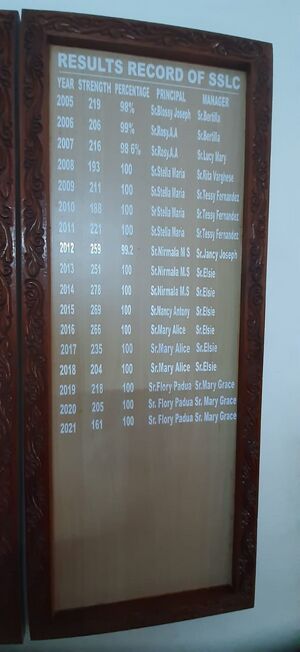 RESULTS RECORD OF SSLC
YEAR STRENGTH PERCENTAGE PRINCIPAL MANAGER
2005 219 98% Sr.Blossy Joseph Sr.Bertilla
2006 206 99% Sr.Rosy.A.A Sr.Bertilla
2007 216 98 6% Sr.Rosy.A.A Sr.Lucy Mary
2008 193 100 Sr.Stella Maria Sr.Rita Varghese
2009 211 100 Sr.Stella Maria Sr.Tessy Fernandez
2010 188 100 Sr.Stella Maria Sr.Tessy Fernandez
2011 221 100 Sr.Stella Maria Sr.Tessy Fernandez
2012 259 99.2 Sr.Nirmala M.S Sr.Jancy Joseph
2013 251 100 Sr.Nirmala M.S Sr.Elsie
2014 278 100 Sr.Nirmala M.S Sr.Elsie
2015 269 100 Sr.Nancy Antony Sr.Elsie
2016 266 100 Sr.Mary Alice Sr.Elsie
2017 235 100 Sr.Mary Alice Sr.Elsie
2018 204 100 Sr.Mary Alice Sr.Elsie
2019 218 100 Sr.Flory Padua Sr.Mary Grace
2020 205 100 Sr. Flory Padua Sr. Mary Grace
2021 161 100 Sr. Flory Padua Sr. Mary Grace